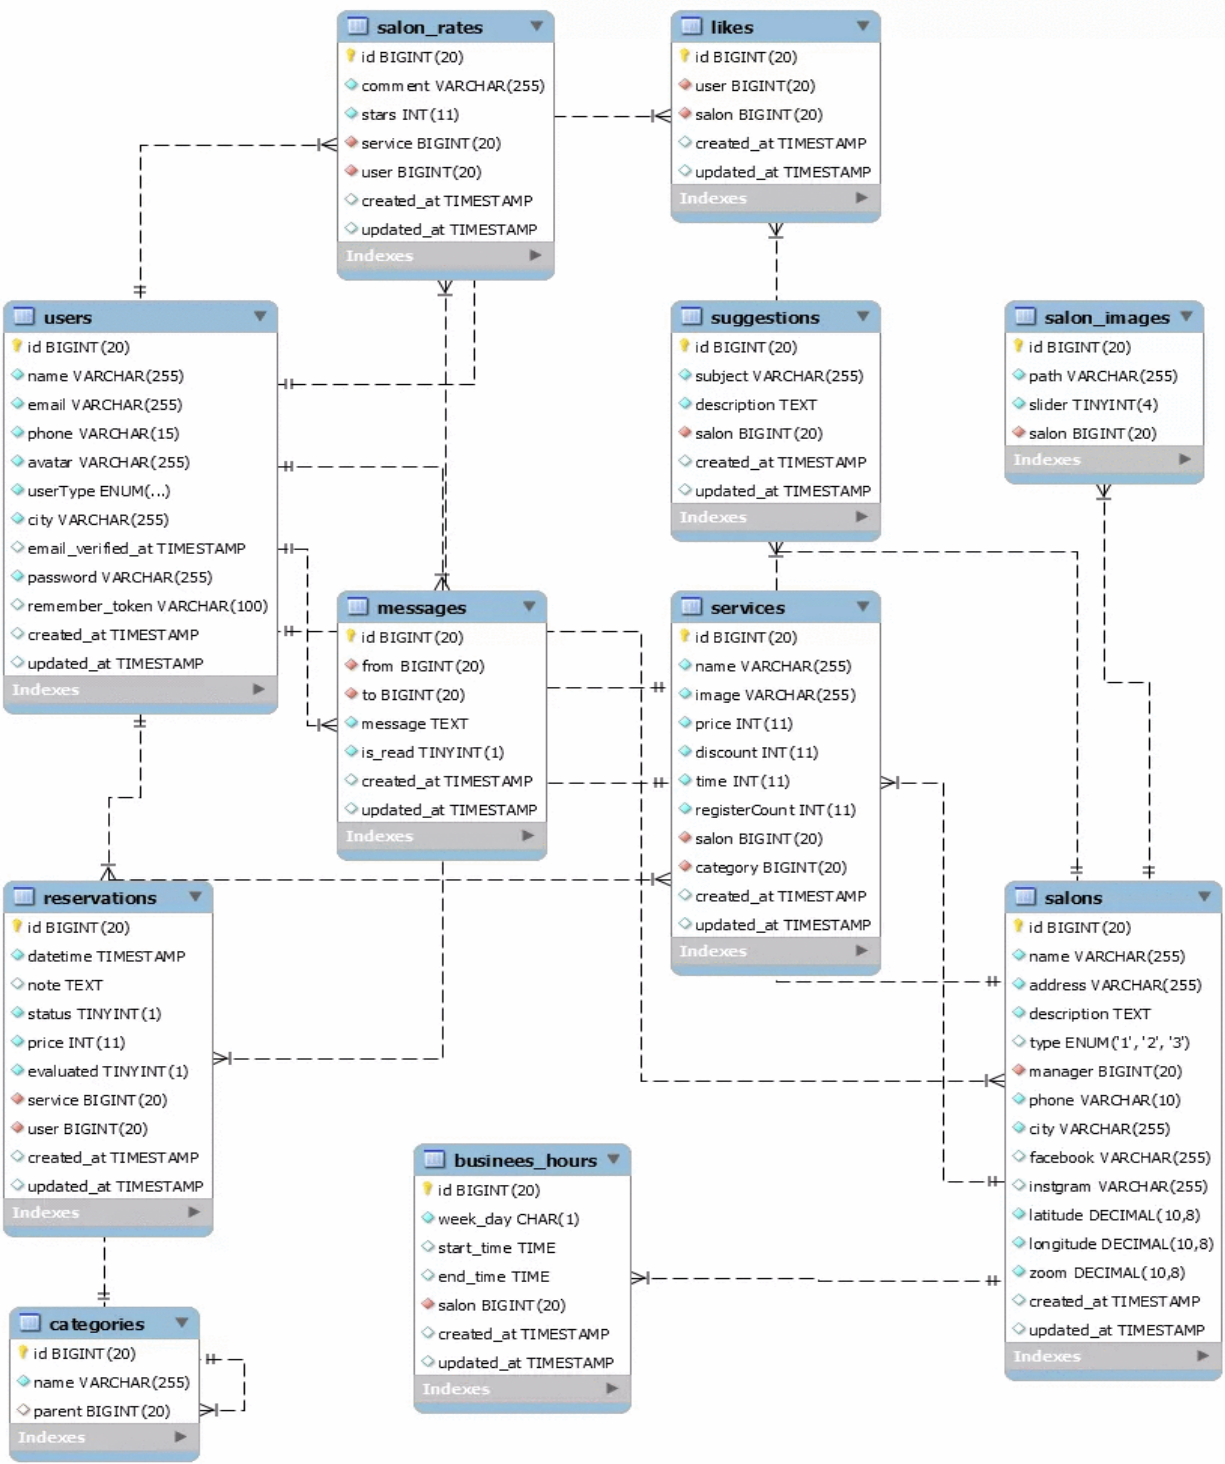 salon_rates
id BIGINT(20)
comment VARCHAR(255)
stars INT(11)
service BIGINT(20)
user BIGINT(20)
created_at TIMESTAMP
updated_at TIMESTAMP
Indexes
likes
id BIGINT(20)
user BIGINT(20)
salon BIGINT(20)
created_at TIMESTAMP
updated_at TIMESTAMP
Indexes
users
id BIGINT(20)
name VARCHAR(255)
email VARCHAR(255)
phone VARCHAR(15)
avatar VARCHAR(255)
userType ENUM(...)
city VARCHAR(255)
email_verified_at TIMESTAMP
password VARCHAR(255)
remember_token VARCHAR(100)
created_at TIMESTAMP
updated_at TIMESTAMP
Indexes
suggestions
id BIGINT(20)
subject VARCHAR(255)
description TEXT
salon BIGINT(20)
created_at TIMESTAMP
updated_at TIMESTAMP
Indexes
salon_images
id BIGINT(20)
path VARCHAR(255)
slider TINYINT(4)
salon BIGINT(20)
Indexes
messages
id BIGINT(20)
from BIGINT(20)
to BIGINT(20)
message TEXT
is_read TINYINT(1)
created_at TIMESTAMP
updated_at TIMESTAMP
Indexes
services
id BIGINT(20)
name VARCHAR(255)
image VARCHAR(255)
price INT(11)
discount INT(11)
time INT(11)
registerCount INT(11)
salon BIGINT(20)
category BIGINT(20)
created_at TIMESTAMP
updated_at TIMESTAMP
Indexes
reservations
id BIGINT(20)
datetime TIMESTAMP
note TEXT
status TINYINT(1)
price INT(11)
evaluated TINYINT(1)
service BIGINT(20)
user BIGINT(20)
created_at TIMESTAMP
updated_at TIMESTAMP
Indexes
salons
id BIGINT(20)
name VARCHAR(255)
address VARCHAR(255)
description TEXT
type ENUM('1', '2', '3')
manager BIGINT(20)
phone VARCHAR(10)
city VARCHAR(255)
facebook VARCHAR(255)
instgram VARCHAR(255)
latitude DECIMAL(10,8)
longitude DECIMAL(10,8)
zoom DECIMAL(10,8)
created_at TIMESTAMP
updated_at TIMESTAMP
Indexes
businees_hours
id BIGINT(20)
week_day CHAR(1)
start_time TIME
end_time TIME
salon BIGINT(20)
created_at TIMESTAMP
updated_at TIMESTAMP
Indexes
categories
id BIGINT(20)
name VARCHAR(255)
parent BIGINT(20)
Indexes